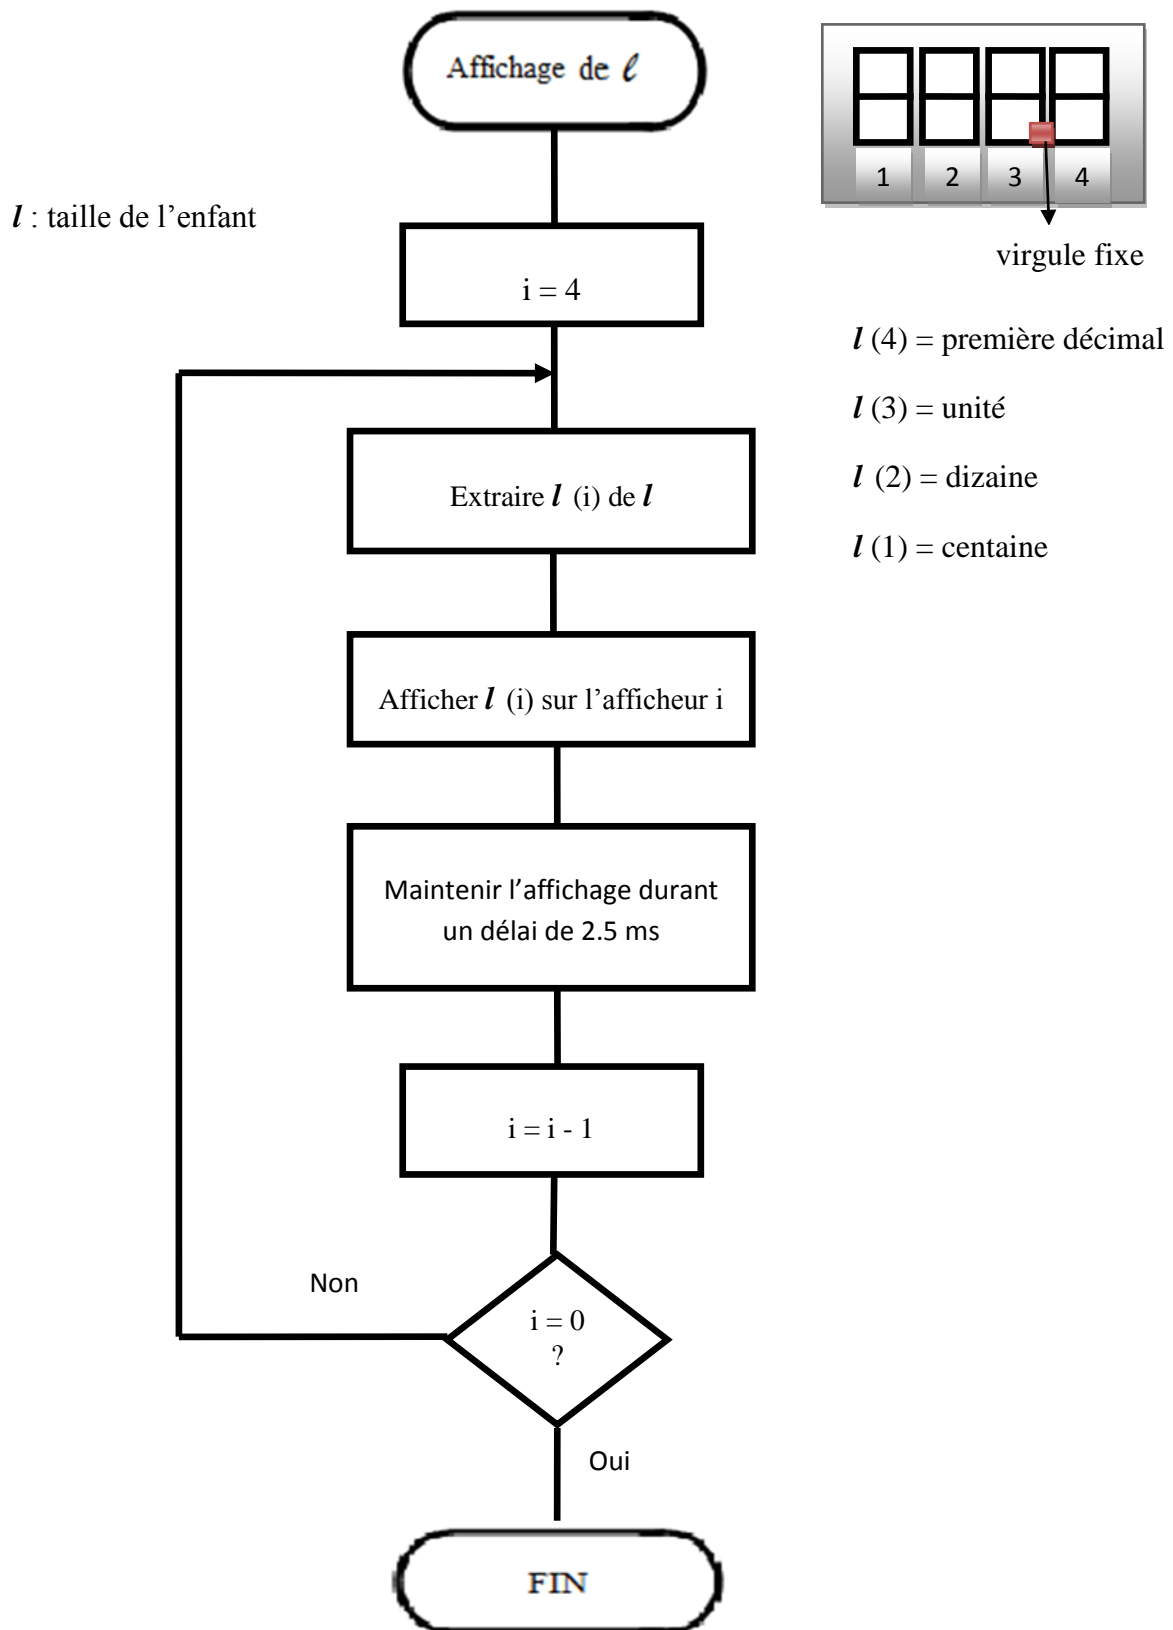 Affichage de ℓ
1 2 3 4
l : taille de l’enfant
virgule fixe
i = 4
l (4) = première décimal
l (3) = unité
Extraire l (i) de l
l (2) = dizaine
l (1) = centaine
Afficher l (i) sur l’afficheur i
Maintenir l’affichage durant
un délai de 2.5 ms
i = i - 1
Non
i = 0
?
Oui
FIN